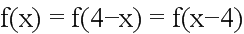 f(x) = f(4−x) = f(x−4)